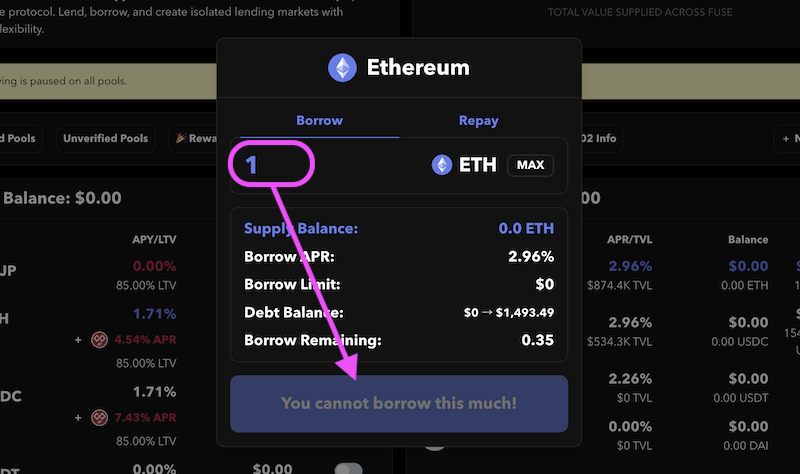 e protocol. Lend, borrow, and create isolated lending markets with
exibility.
TOTAL VALUE SUPPLIED ACROSS FUSE
ving is paused on all pools.
d Pools
Unverified Pools
🎉 Rewa
02 Info
+ N
Ethereum
Borrow
Repay
1
ETH
MAX
Supply Balance:
0.0 ETH
Borrow APR:
2.96%
Borrow Limit:
$0
Debt Balance:
$0 → $1,493.49
Borrow Remaining:
0.35
You cannot borrow this much!
Balance: $0.00
APY/LTV
JP
0.00%
85.00% LTV
H
1.71%
+ 4.54% APR
85.00% LTV
DC
1.71%
+ 7.43% APR
85.00% LTV
DT
0.00%
$0.00
00
APR/TVL
Balance
2.96%
$0.00
$874.4K TVL
0.00 ETH
2.96%
$0.00
$534.3K TVL
0.00 USDC
154
2.26%
$0.00
$0 TVL
0.00 USDT
0.00%
$0.00
$0 TVL
0.00 DAI